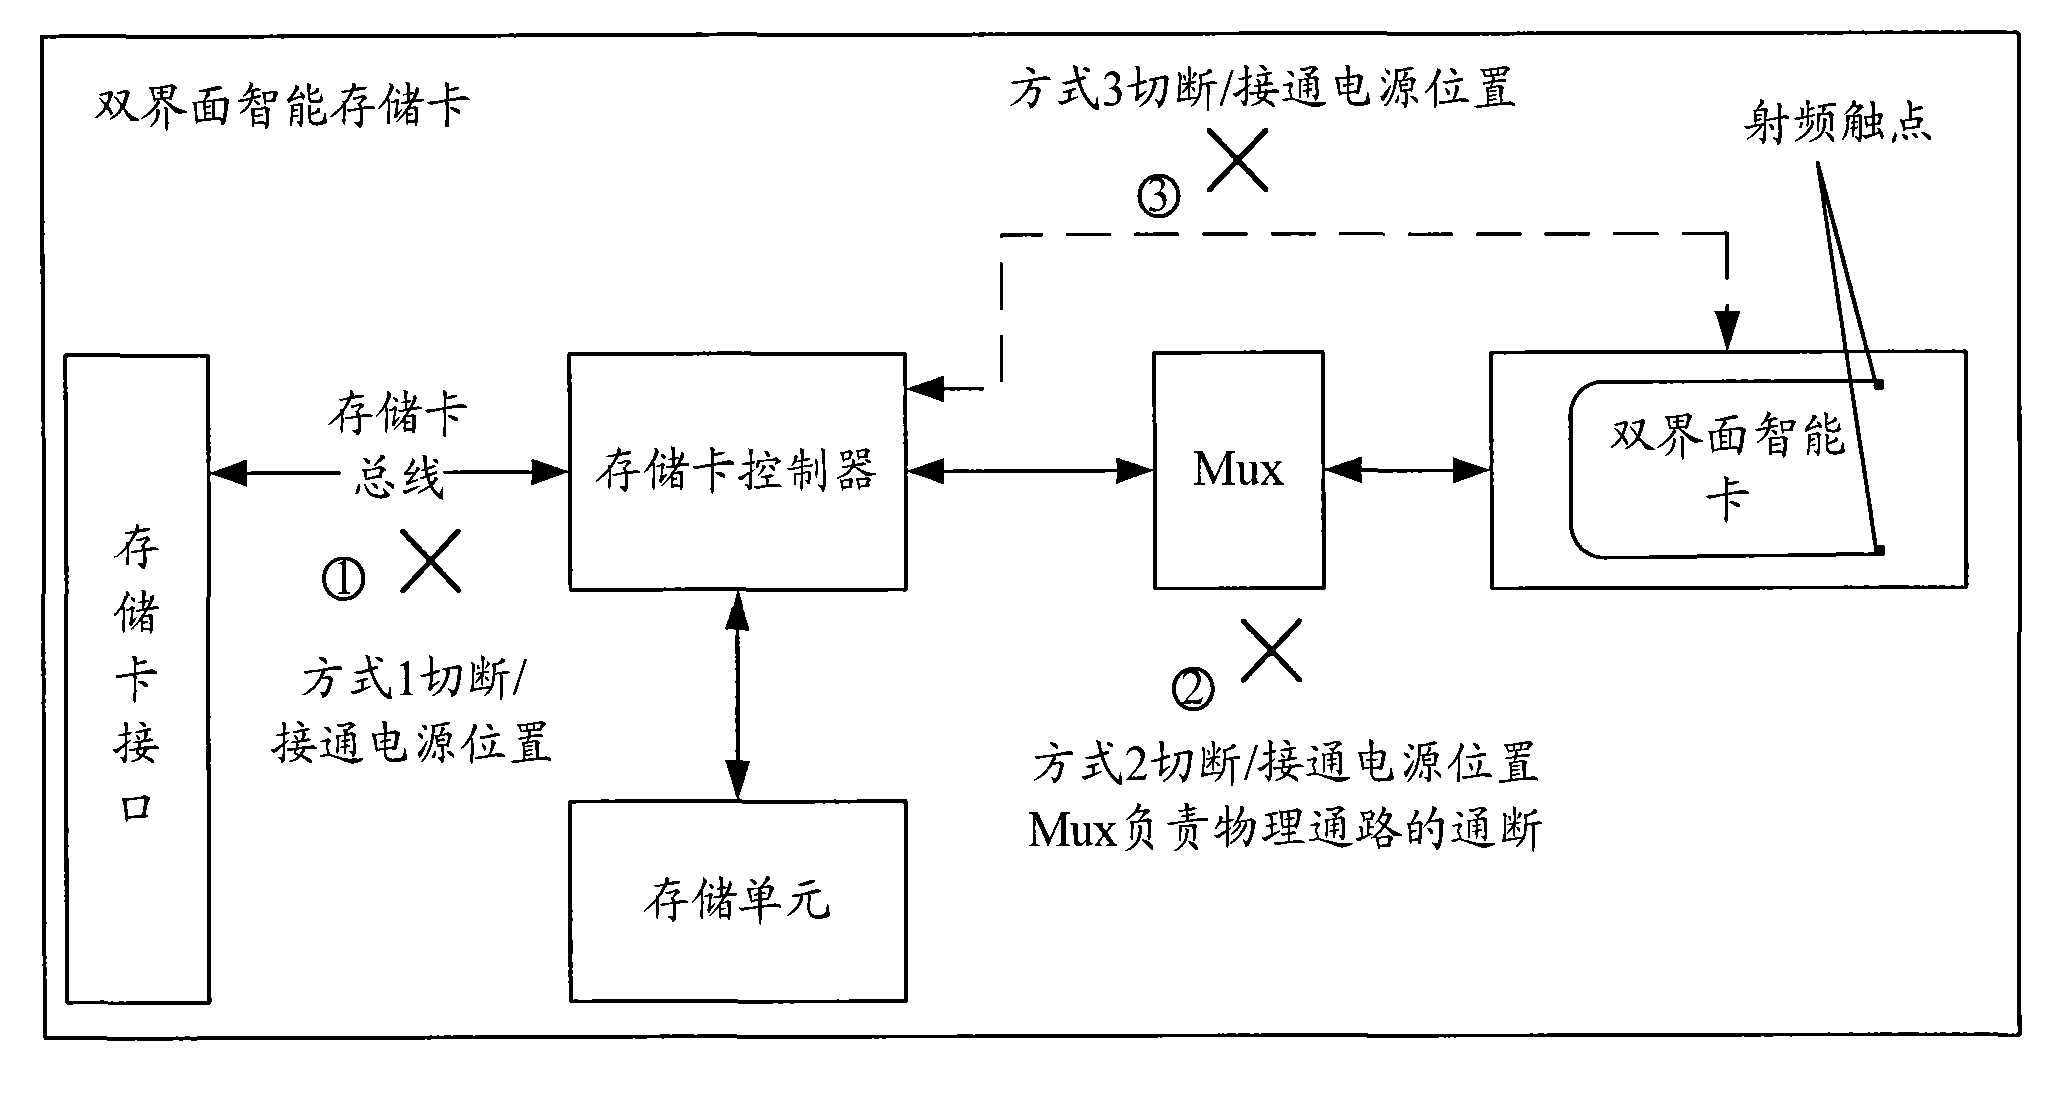 双界面智能存储卡
方式3切断/接通电源位置
射频触点
③
存储卡
总线
存储卡控制器
Mux
双界面智能
卡
①
方式1切断/
接通电源位置
②
方式2切断/接通电源位置
Mux负责物理通路的通断
存
储
卡
接
口
存储单元